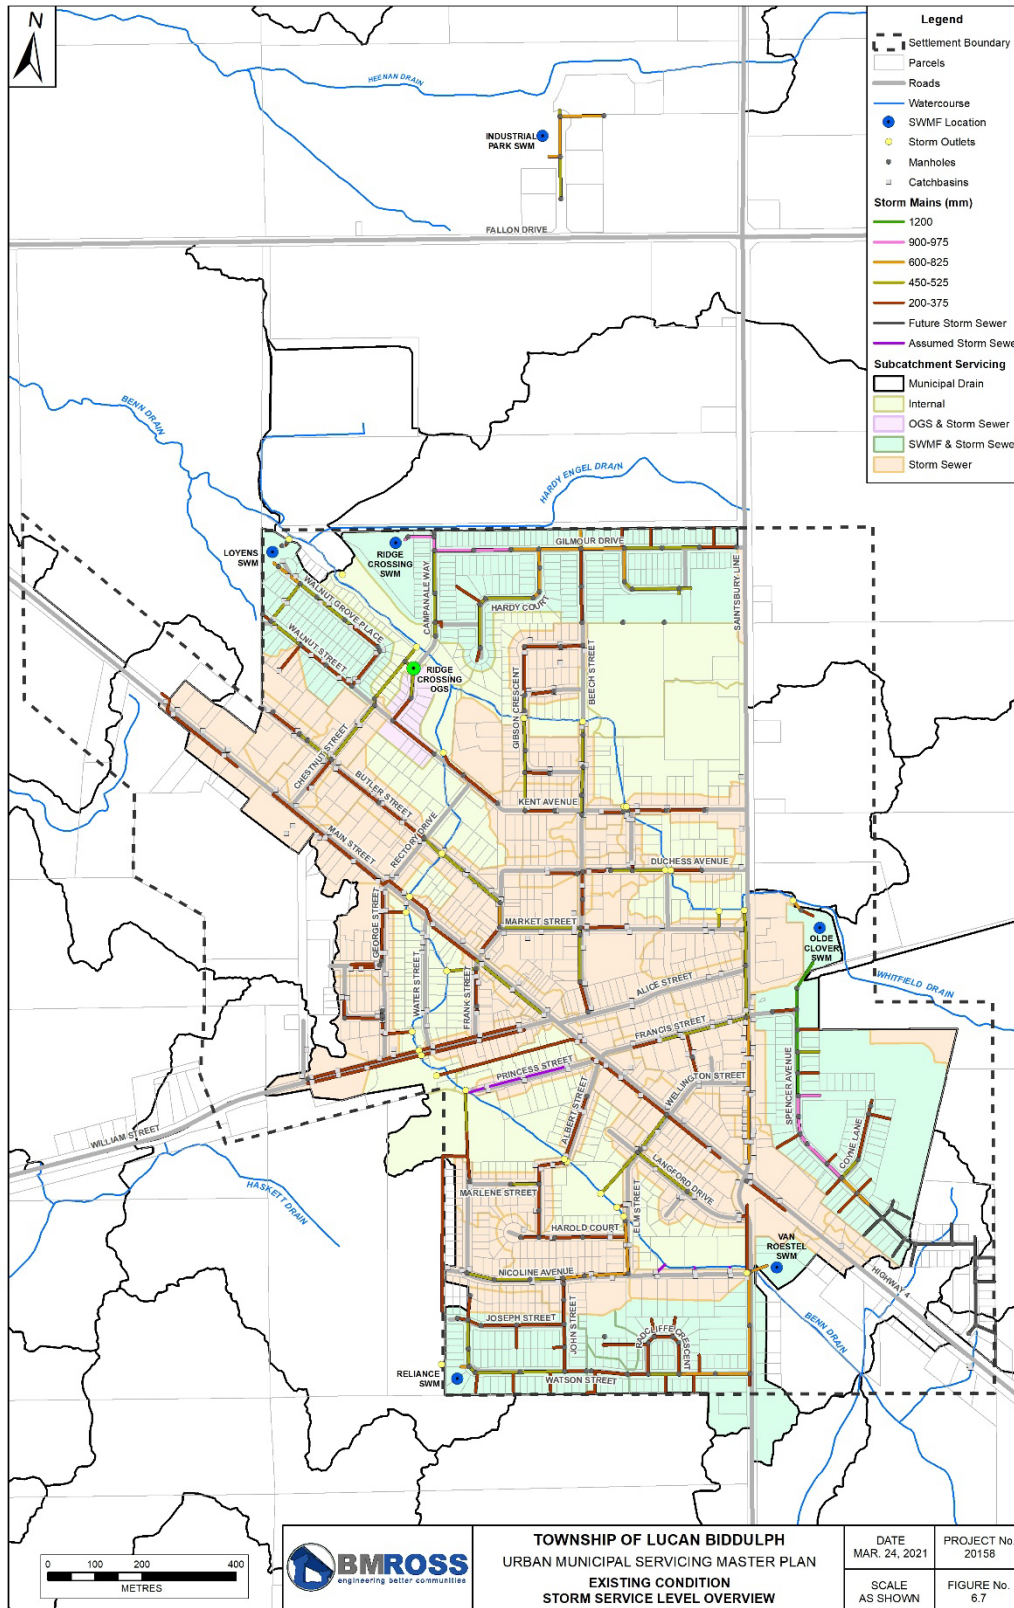 N
Legend
Settlement Boundary
Parcels
Roads
Watercourse
SWMF Location
Storm Outlets
Manholes
Catchbasins
Storm Mains (mm)
1200
900-975
600-825
450-525
200-375
Future Storm Sewer
Assumed Storm Sewe
Subcatchment Servicing
Municipal Drain
Internal
OGS & Storm Sewer
SWMF & Storm Sewe
Storm Sewer
HEENAN DRAIN
INDUSTRIAL
PARK SWM
FALLON DRIVE
BENN DRAIN
HARDY ENGEL DRAIN
LOYENS
SWM
RIDGE
CROSSING
SWM
GILMOUR DRIVE
SAINTSBURY LINE
CAMPANALE WAY
WALNUT GROVE PLACE
HARDY COURT
WALNUT STREET
RIDGE
CROSSING
OGS
GIBSON CRESCENT
BEECH STREET
CHESTNUT STREET
BUTLER STREET
KENT AVENUE
RECTORY DRIVE
MAIN STREET
DUCHESS AVENUE
GEORGE STREET
MARKET STREET
OLDE
CLOVER
SWM
WHITFIELD DRAIN
WATER STREET
FRANK STREET
ALICE STREET
FRANCIS STREET
PRINCESS STREET
WELLINGTON STREET
SPENCER AVENUE
ALBERT STREET
COYNE LANE
WILLIAM STREET
HASKETT DRAIN
LANGFORD DRIVE
MARLENE STREET
ELM STREET
HAROLD COURT
VAN
ROESTEL
SWM
NICOLINE AVENUE
HIGHWAY 4
JOSEPH STREET
JOHN STREET
RADCLIFFE CRESCENT
BENN DRAIN
RELIANCE
SWM
WATSON STREET
0 100 200 400
METRES
BMROSS
engineering better communities
TOWNSHIP OF LUCAN BIDDULPH
URBAN MUNICIPAL SERVICING MASTER PLAN
EXISTING CONDITION
STORM SERVICE LEVEL OVERVIEW
DATE
MAR. 24, 2021
PROJECT No.
20158
SCALE
AS SHOWN
FIGURE No.
6.7